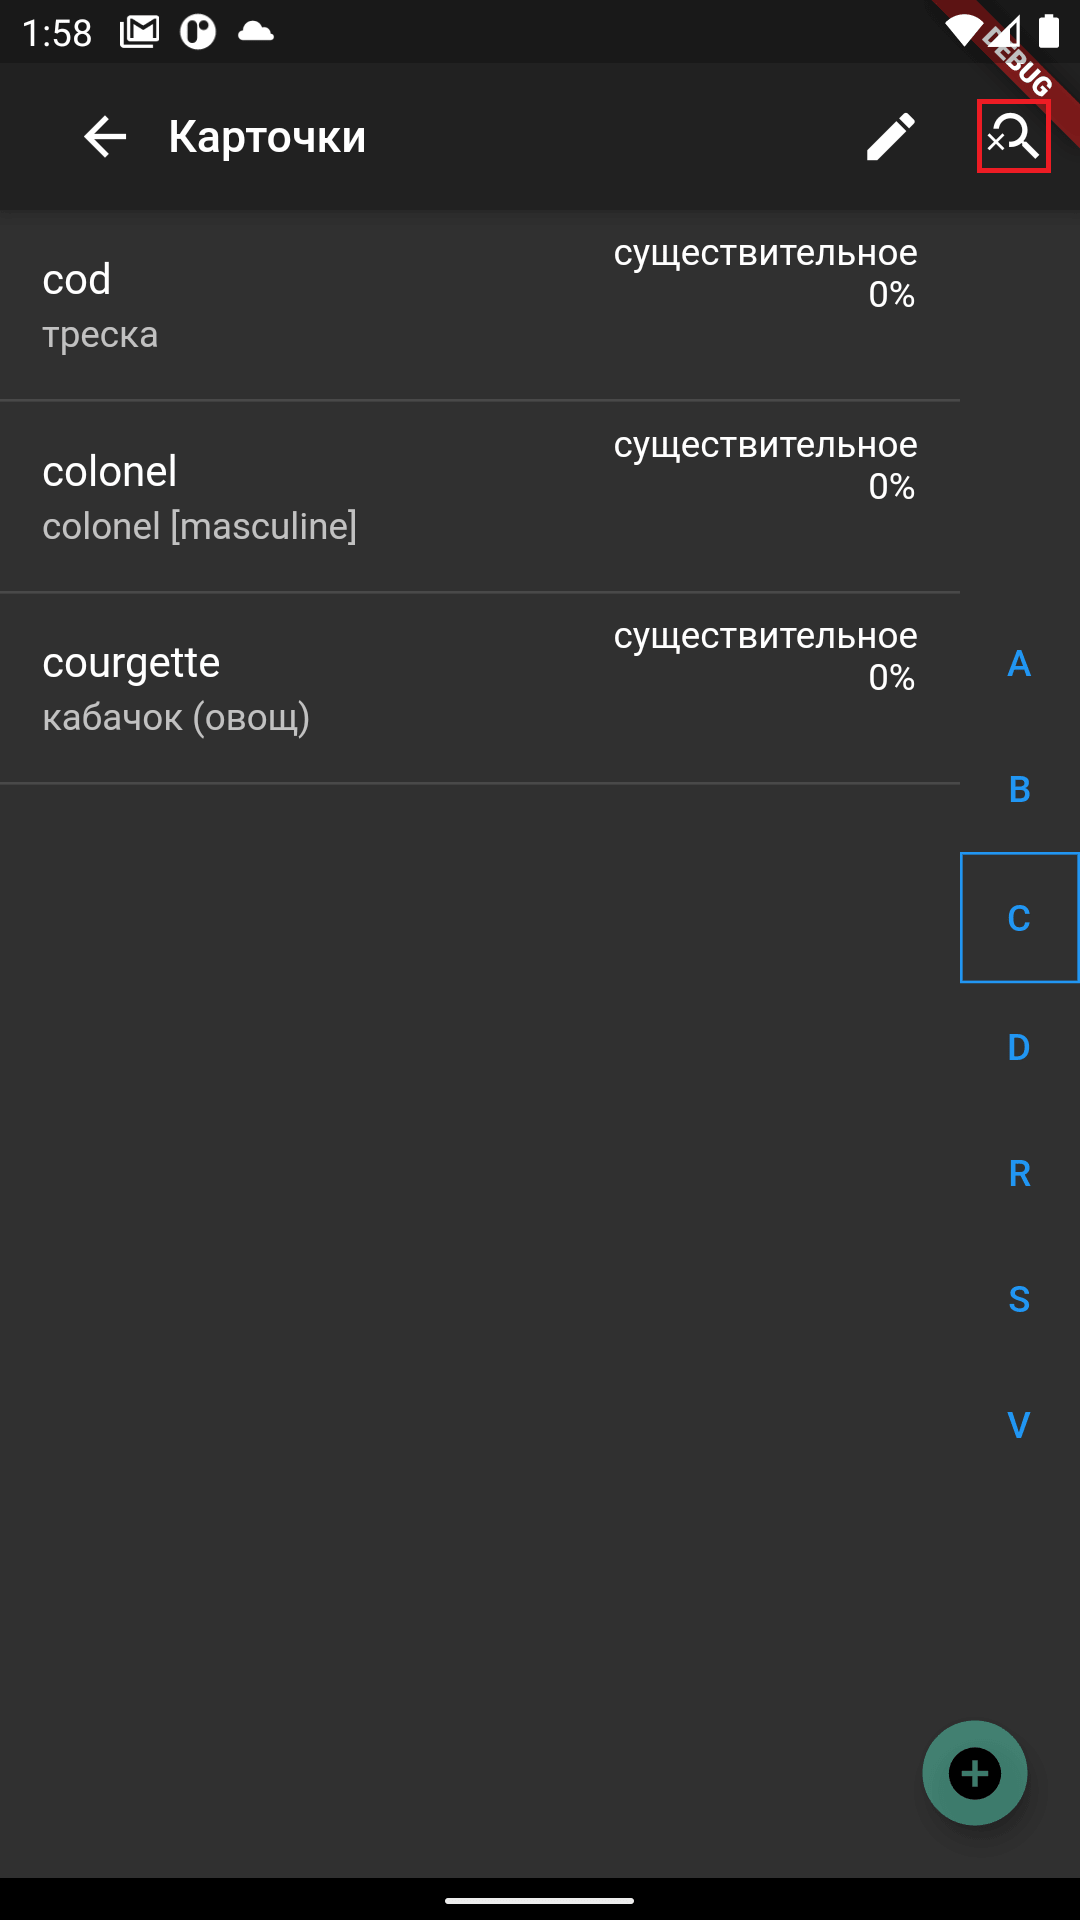 1:58
DEBUG
Карточки
cod
существительное
0%
треска
colonel
существительное
0%
colonel [masculine]
courgette
существительное
0%
кабачок (овощ)
A
B
C
D
R
S
V